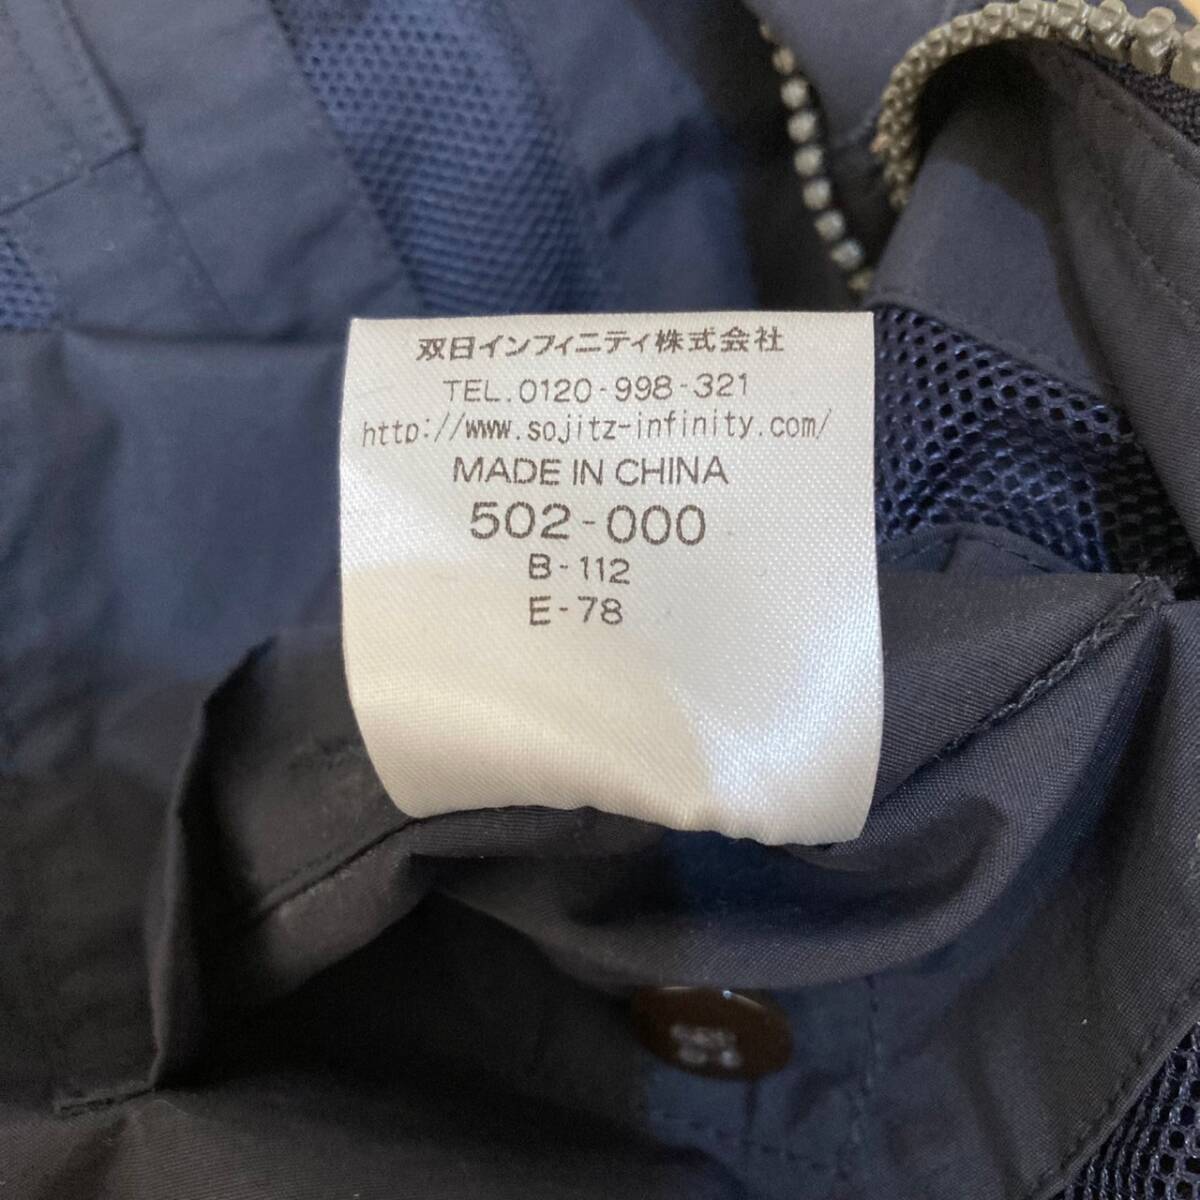 双日インフィニティ株式会社
TEL.0120-998-321
http://www.sojitz-infinity.com/
MADE IN CHINA
502-000
B-112
E-78